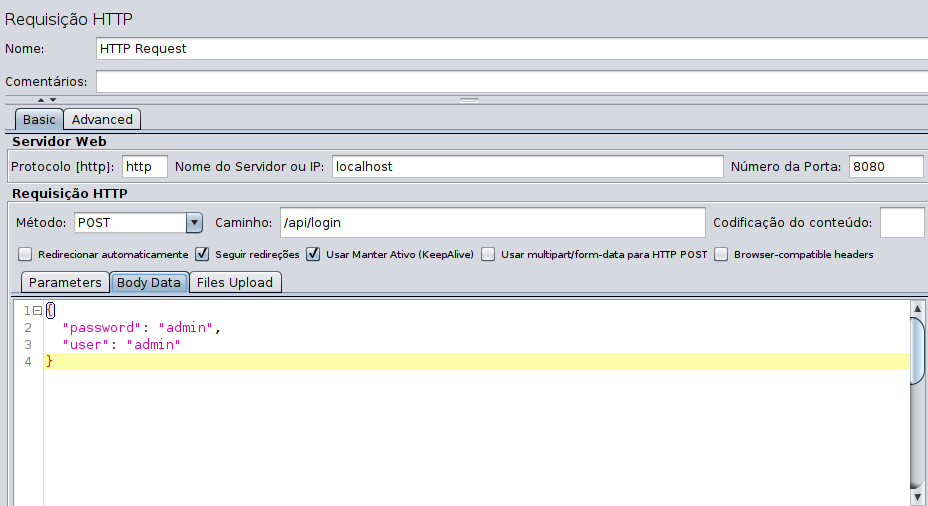 Requisição HTTP
Nome: HTTP Request
Comentários:
Basic Advanced
Servidor Web
Protocolo [http]: http Nome do Servidor ou IP: localhost Número da Porta: 8080
Requisição HTTP
Método: POST Caminho: /api/login Codificação do conteúdo:
Redirecionar automaticamente Seguir redireções Usar Manter Ativo (KeepAlive) Usar multipart/form-data para HTTP POST Browser-compatible headers
Parameters Body Data Files Upload
1 {
2 "password": "admin",
3 "user": "admin"
4 }